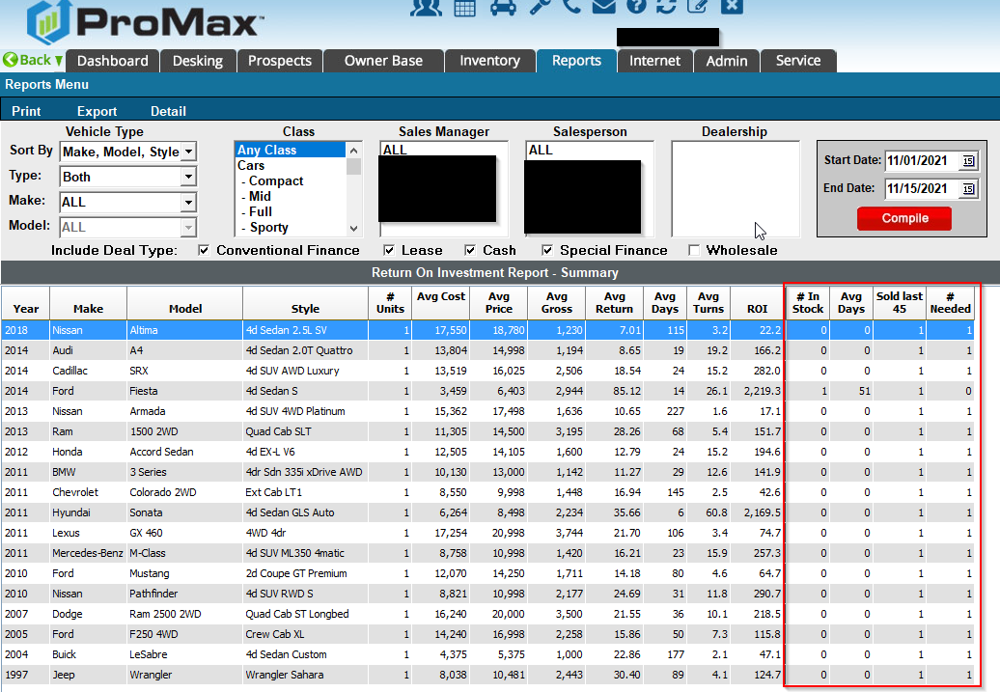 ProMax™
Back Dashboard Desking Prospects Owner Base Inventory Reports Internet Admin Service
Reports Menu
Print Export Detail
Vehicle Type Class Sales Manager Salesperson Dealership
Sort By Make, Model, Style Any Class ALL ALL Start Date: 11/01/2021 15
Type: Both Cars
- Compact End Date: 11/15/2021 15
Make: ALL - Mid
- Full Compile
Model: ALL - Sporty
Include Deal Type: Conventional Finance Lease Cash Special Finance Wholesale
Return On Investment Report - Summary
Year Make Model Style # Units Avg Cost Avg Price Avg Gross Avg Return Avg Days Avg Turns ROI # In Stock Avg Days Sold last 45 # Needed
2018 Nissan Altima 4d Sedan 2.5L SV 1 17,550 18,780 1,230 7.01 115 3.2 22.2 0 0 1 1
2014 Audi A4 4d Sedan 2.0T Quattro 1 13,804 14,998 1,194 8.65 19 19.2 166.2 0 0 1 1
2014 Cadillac SRX 4d SUV AWD Luxury 1 13,519 16,025 2,506 18.54 24 15.2 282.0 0 0 1 1
2014 Ford Fiesta 4d Sedan S 1 3,459 6,403 2,944 85.12 14 26.1 2,219.3 1 51 1 0
2013 Nissan Armada 4d SUV 4WD Platinum 1 15,362 17,498 1,636 10.65 227 1.6 17.1 0 0 1 1
2013 Ram 1500 2WD Quad Cab SLT 1 11,305 14,500 3,195 28.26 68 5.4 151.7 0 0 1 1
2012 Honda Accord Sedan 4d EX-L V6 1 12,505 14,105 1,600 12.79 24 15.2 194.6 0 0 1 1
2011 BMW 3 Series 4dr Sdn 335i xDrive AWD 1 10,130 13,000 1,142 11.27 29 12.6 141.9 0 0 1 1
2011 Chevrolet Colorado 2WD Ext Cab LT1 1 8,550 9,998 1,448 16.94 145 2.5 42.6 0 0 1 1
2011 Hyundai Sonata 4d Sedan GLS Auto 1 6,264 8,498 2,234 35.66 6 60.8 2,169.5 0 0 1 1
2011 Lexus GX 460 4WD 4dr 1 17,254 20,998 3,744 21.70 106 3.4 74.7 0 0 1 1
2011 Mercedes-Benz M-Class 4d SUV ML350 4matic 1 8,758 10,998 1,420 16.21 23 15.9 257.3 0 0 1 1
2010 Ford Mustang 2d Coupe GT Premium 1 12,070 14,250 1,711 14.18 80 4.6 64.7 0 0 1 1
2010 Nissan Pathfinder 4d SUV RWD S 1 8,821 10,998 2,177 24.69 31 11.8 290.7 0 0 1 1
2007 Dodge Ram 2500 2WD Quad Cab ST Longbed 1 16,240 20,000 3,500 21.55 36 10.1 218.5 0 0 1 1
2005 Ford F250 4WD Crew Cab XL 1 14,240 16,998 2,258 15.86 50 7.3 115.8 0 0 1 1
2004 Buick LeSabre 4d Sedan Custom 1 4,375 5,375 1,000 22.86 177 2.1 47.1 0 0 1 1
1997 Jeep Wrangler Wrangler Sahara 1 8,038 10,481 2,443 30.40 89 4.1 124.7 0 0 1 1